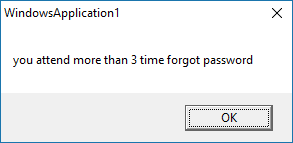 WindowsApplication1
you attend more than 3 time forgot password
OK